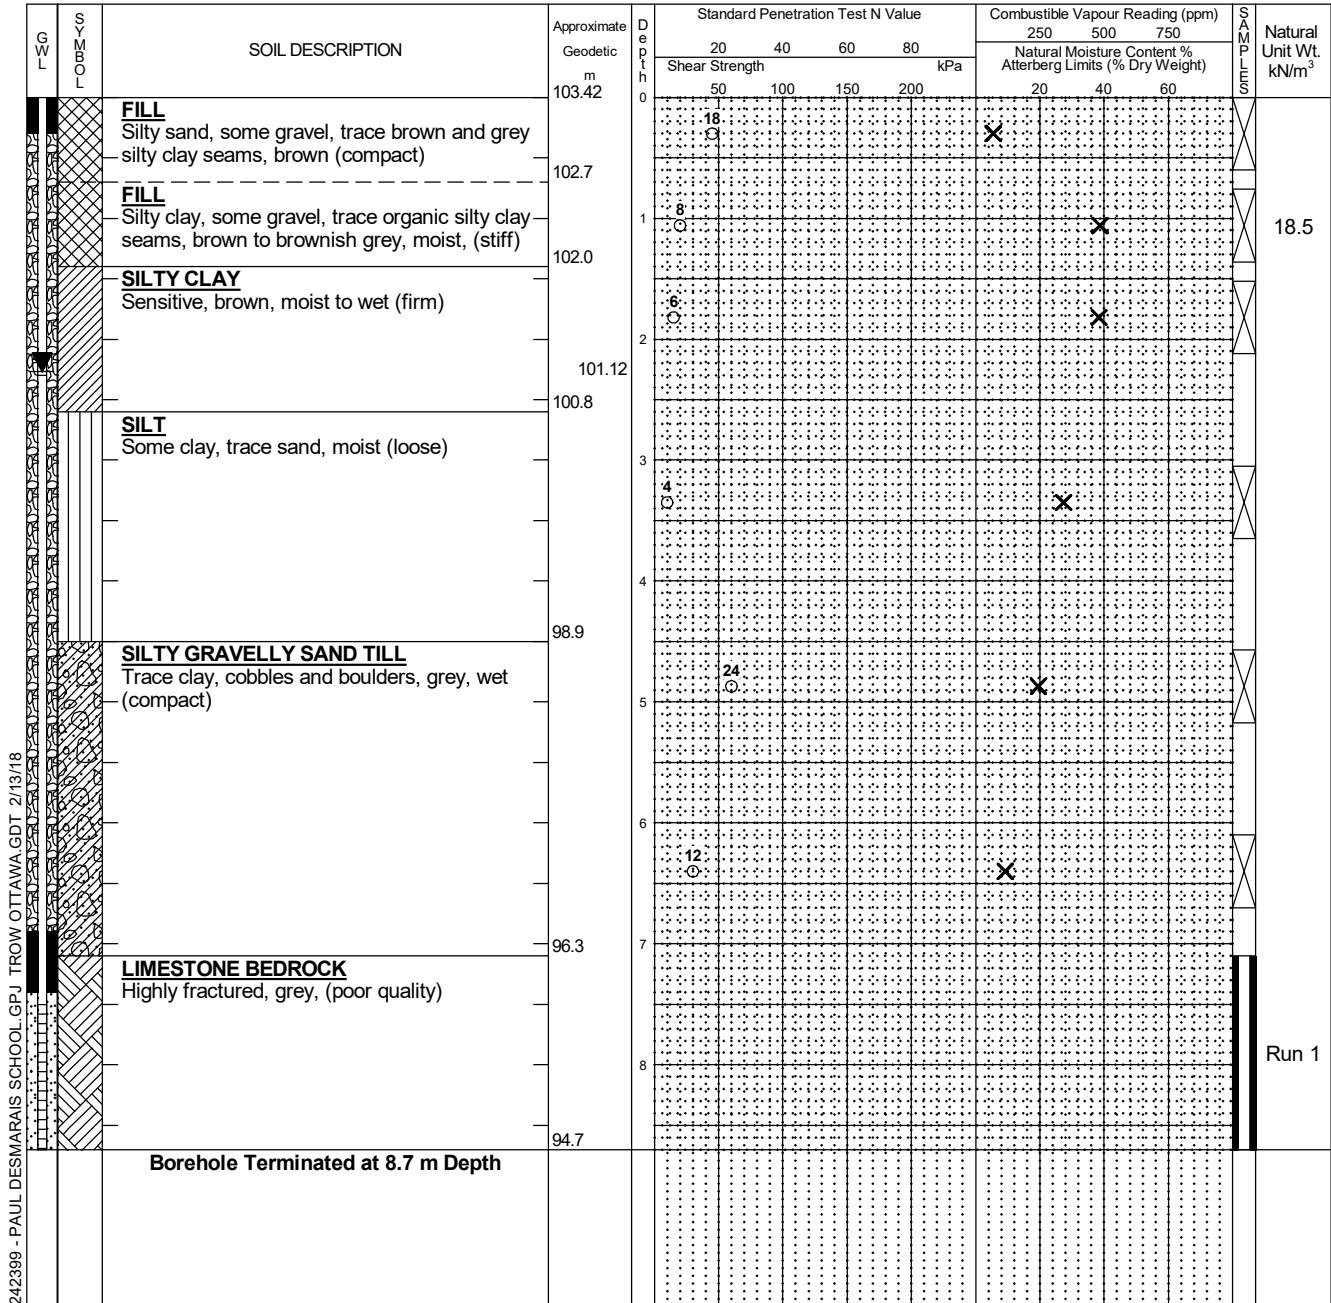 GWL
SYMBOL
SOIL DESCRIPTION
Approximate
Geodetic
m
103.42
Depth
Standard Penetration Test N Value
20 40 60 80
Shear Strength kPa
50 100 150 200
Combustible Vapour Reading (ppm)
250 500 750
Natural Moisture Content %
Atterberg Limits (% Dry Weight)
20 40 60
SAMPLES
Natural
Unit Wt.
kN/m³
0
FILL
Silty sand, some gravel, trace brown and grey
silty clay seams, brown (compact)
18
102.7
FILL
Silty clay, some gravel, trace organic silty clay
seams, brown to brownish grey, moist, (stiff)
8
1
18.5
102.0
SILTY CLAY
Sensitive, brown, moist to wet (firm)
6
2
101.12
100.8
SILT
Some clay, trace sand, moist (loose)
3
4
4
98.9
SILTY GRAVELLY SAND TILL
Trace clay, cobbles and boulders, grey, wet
(compact)
24
5
6
12
7
96.3
LIMESTONE BEDROCK
Highly fractured, grey, (poor quality)
8
Run 1
94.7
Borehole Terminated at 8.7 m Depth
242399 - PAUL DESMARAIS SCHOOL.GPJ TROW OTTAWA.GDT 2/13/18